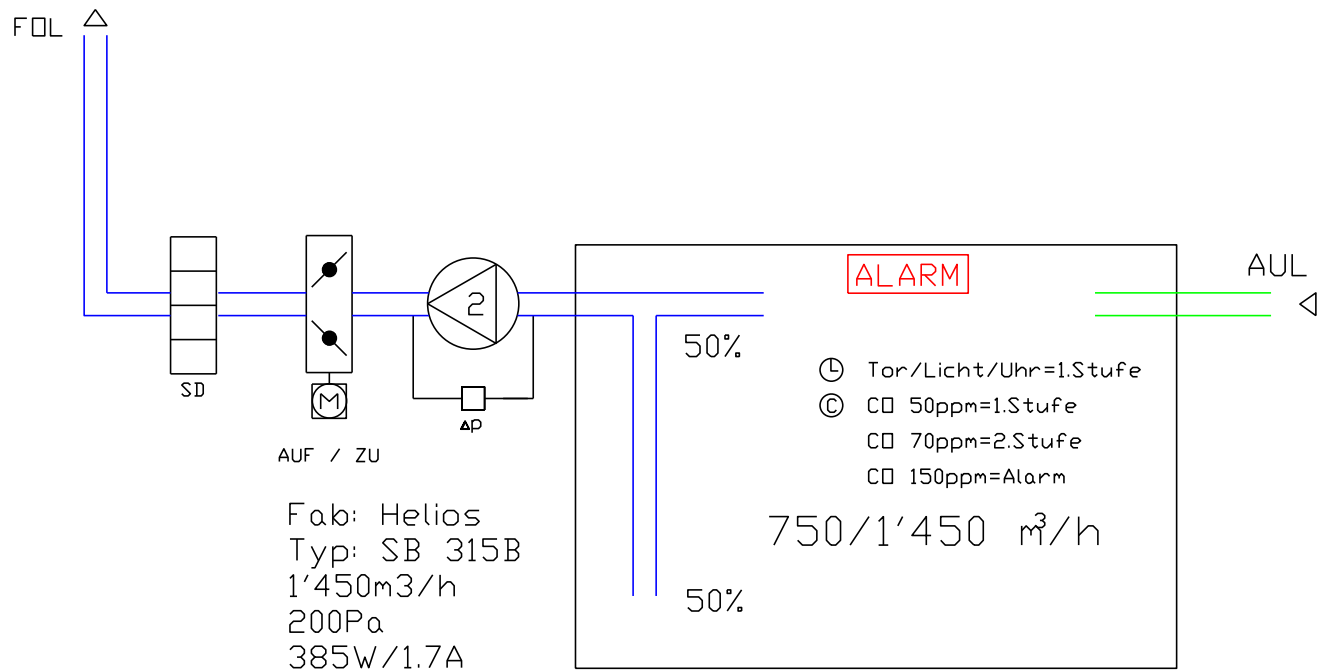 FOL
ALARM
AUL
2
50%
SD
M
Δp
AUF / ZU
Tor/Licht/Uhr=1.Stufe
C CO 50ppm=1.Stufe
CO 70ppm=2.Stufe
CO 150ppm=Alarm
750/1'450 m³/h
Fab: Helios
Typ: SB 315B
1'450m3/h
200Pa
385W/1.7A
50%